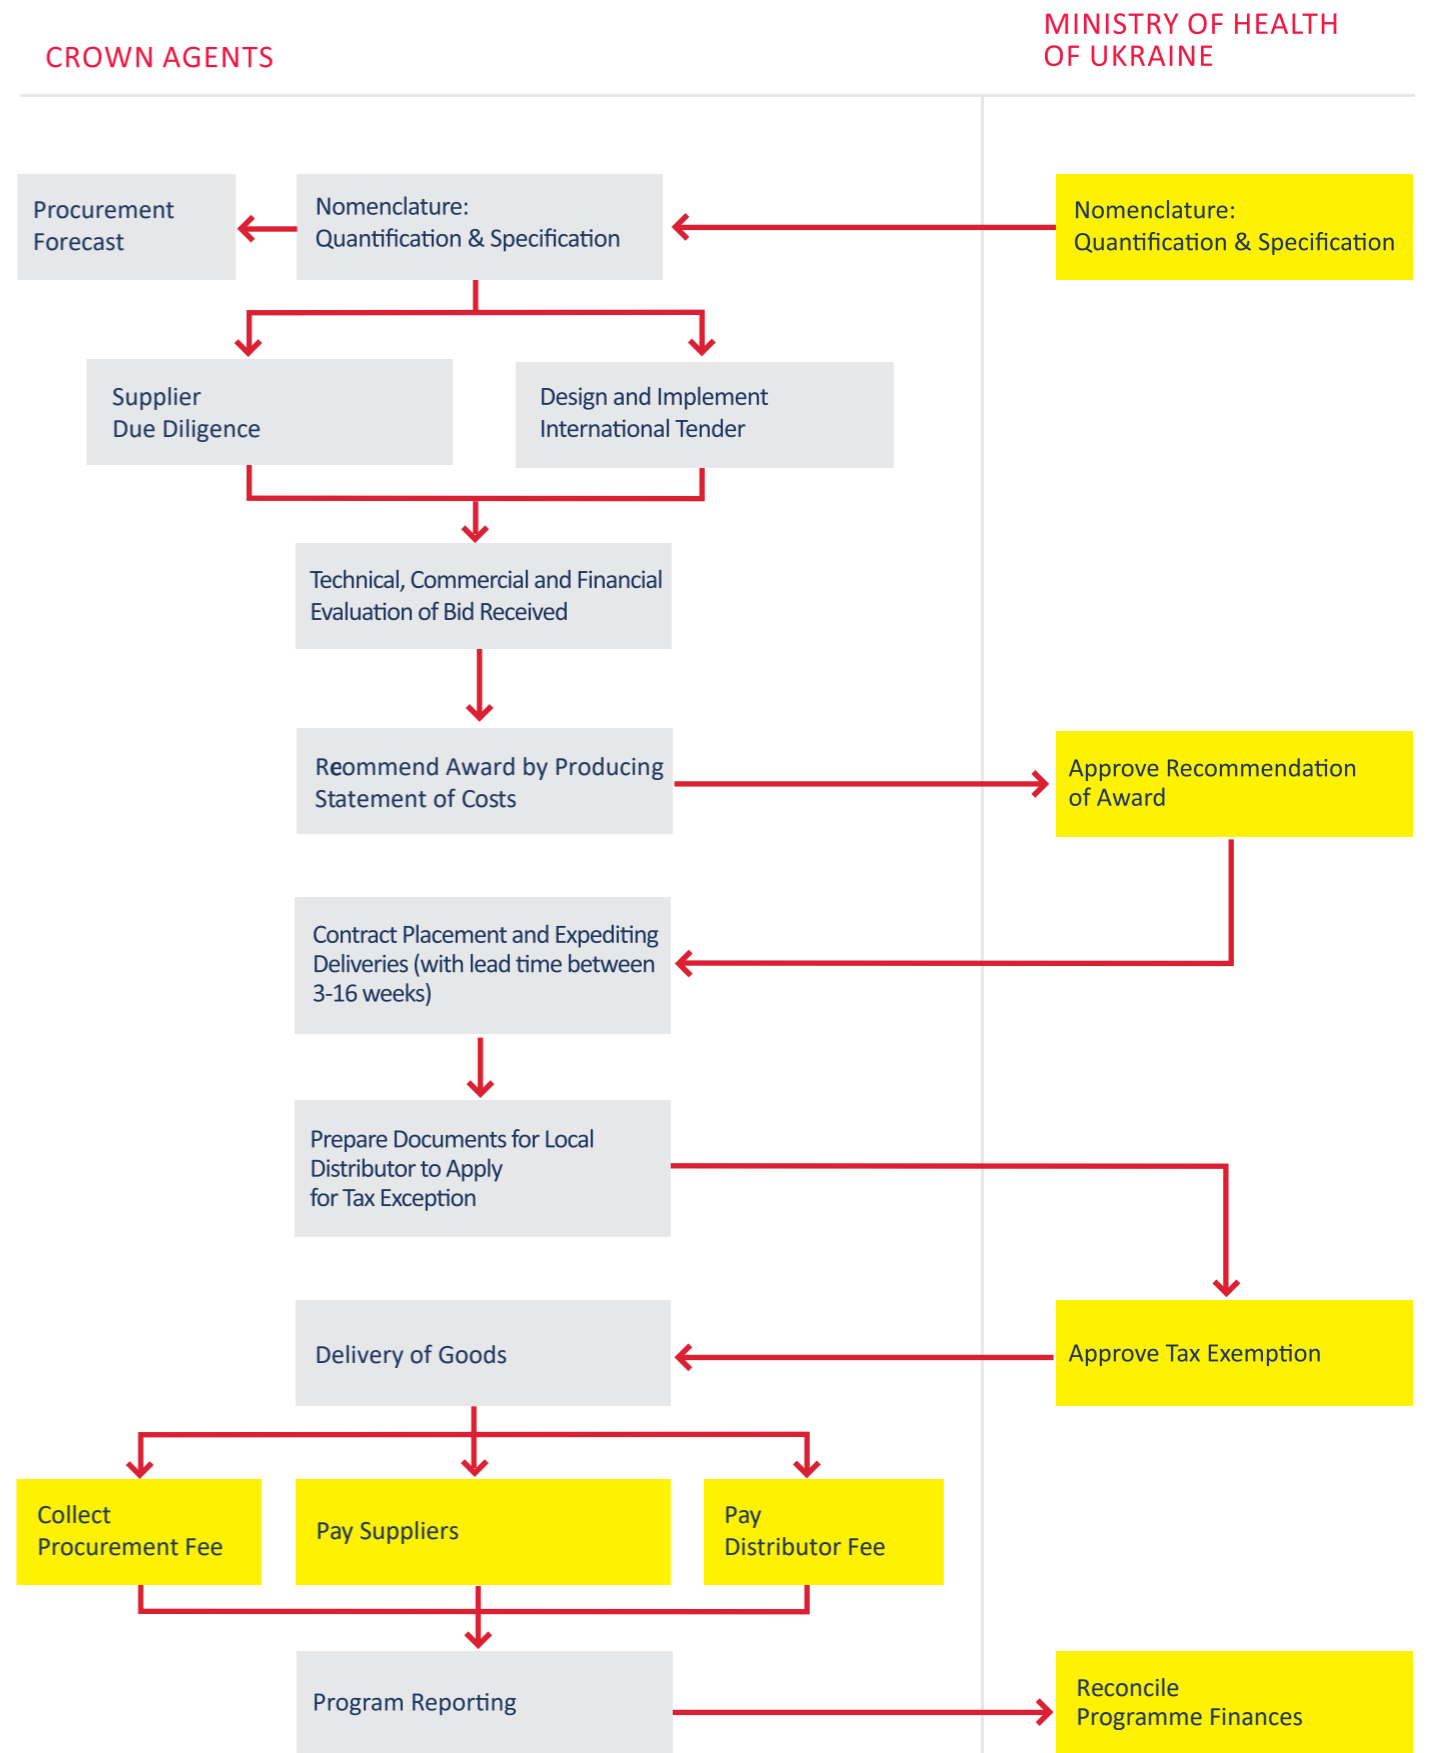 CROWN AGENTS
MINISTRY OF HEALTH
OF UKRAINE
Procurement
Forecast
Nomenclature:
Quantification & Specification
Nomenclature:
Quantification & Specification
Supplier
Due Diligence
Design and Implement
International Tender
Technical, Commercial and Financial
Evaluation of Bid Received
Reommend Award by Producing
Statement of Costs
Approve Recommendation
of Award
Contract Placement and Expediting
Deliveries (with lead time between
3-16 weeks)
Prepare Documents for Local
Distributor to Apply
for Tax Exception
Delivery of Goods
Approve Tax Exemption
Collect
Procurement Fee
Pay Suppliers
Pay
Distributor Fee
Program Reporting
Reconcile
Programme Finances